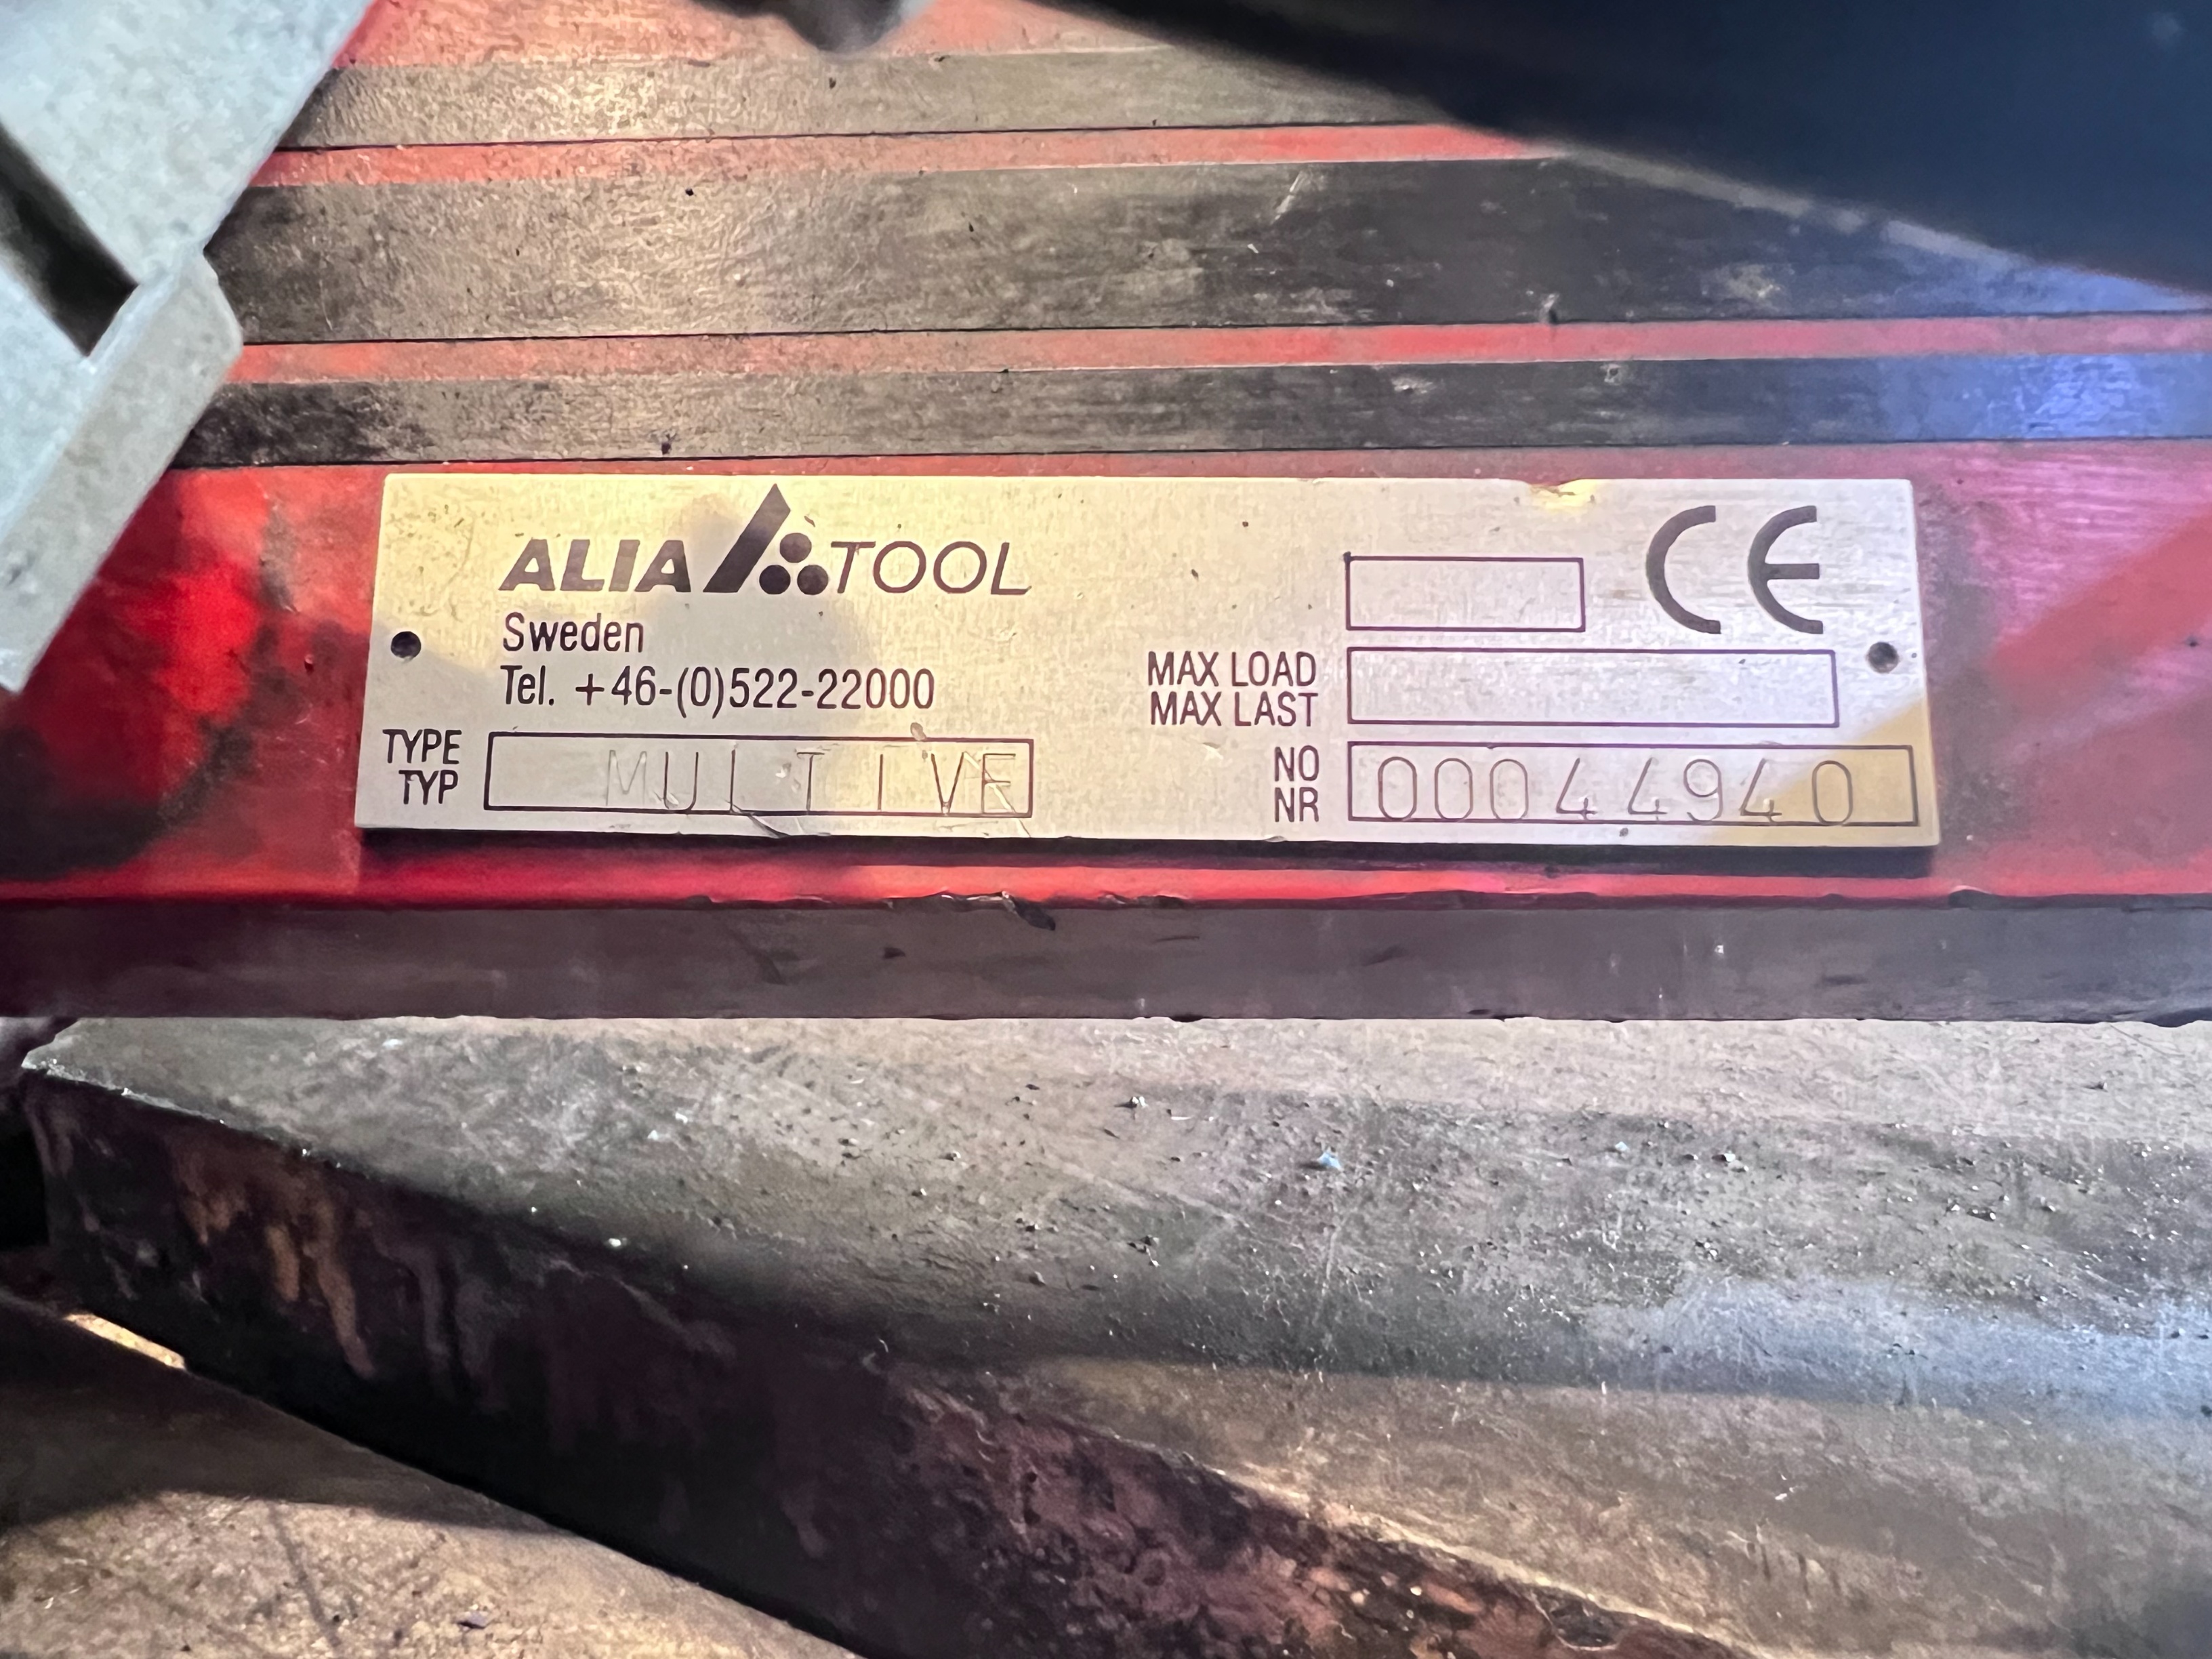 ALIA TOOL
Sweden
Tel. +46-(0)522-22000
TYPE
TYP
MULTIVE
CE
MAX LOAD
MAX LAST
NO
NR
00044940